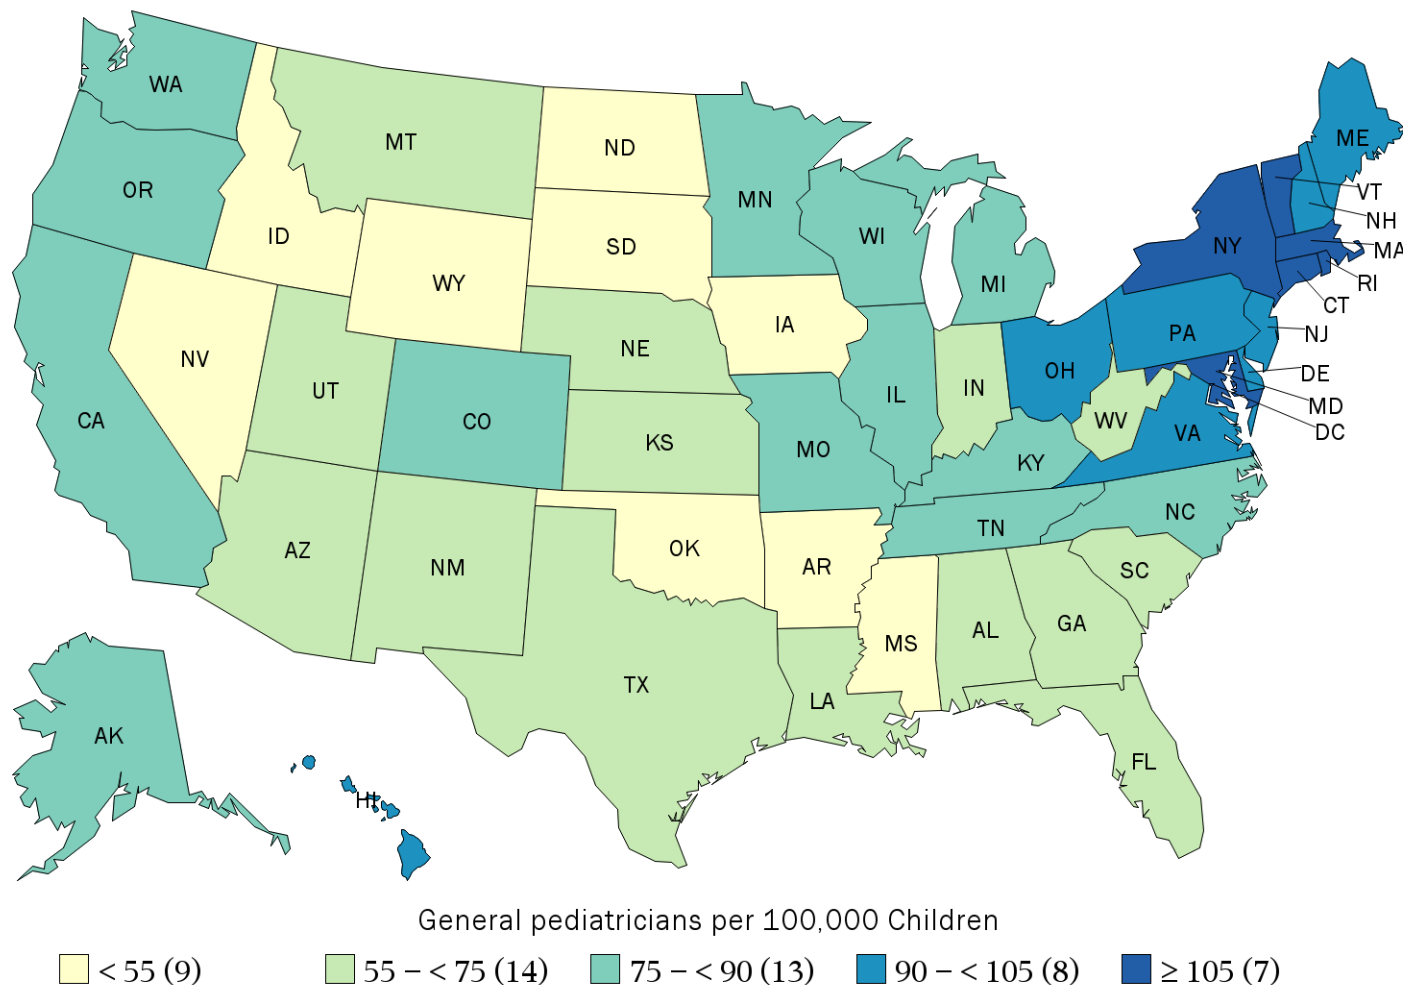 WA
MT
ND
ME
OR
MN
VT
ID
SD
WI
NH
NY
MA
WY
MI
RI
CT
IA
NV
NE
PA
NJ
UT
IN
OH
DE
CO
IL
MD
CA
WV
DC
KS
MO
KY
VA
AZ
NM
OK
AR
TN
NC
SC
MS
AL
GA
TX
LA
AK
FL
HI
General pediatricians per 100,000 Children
< 55 (9) 55 – < 75 (14) 75 – < 90 (13) 90 – < 105 (8) ≥ 105 (7)